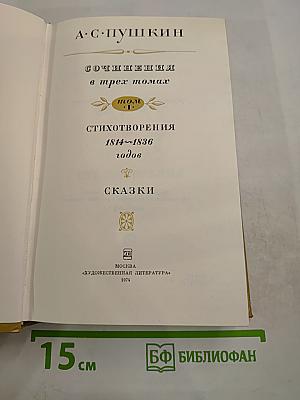 А·С·ПУШКИН
СОЧИНЕНИЯ
в трех томах
ТОМ
·I·
СТИХОТВОРЕНИЯ
1814~1836
годов
СКАЗКИ
МОСКВА
«ХУДОЖЕСТВЕННАЯ ЛИТЕРАТУРА»
1974
15 см
БФ БИБЛИОФАН